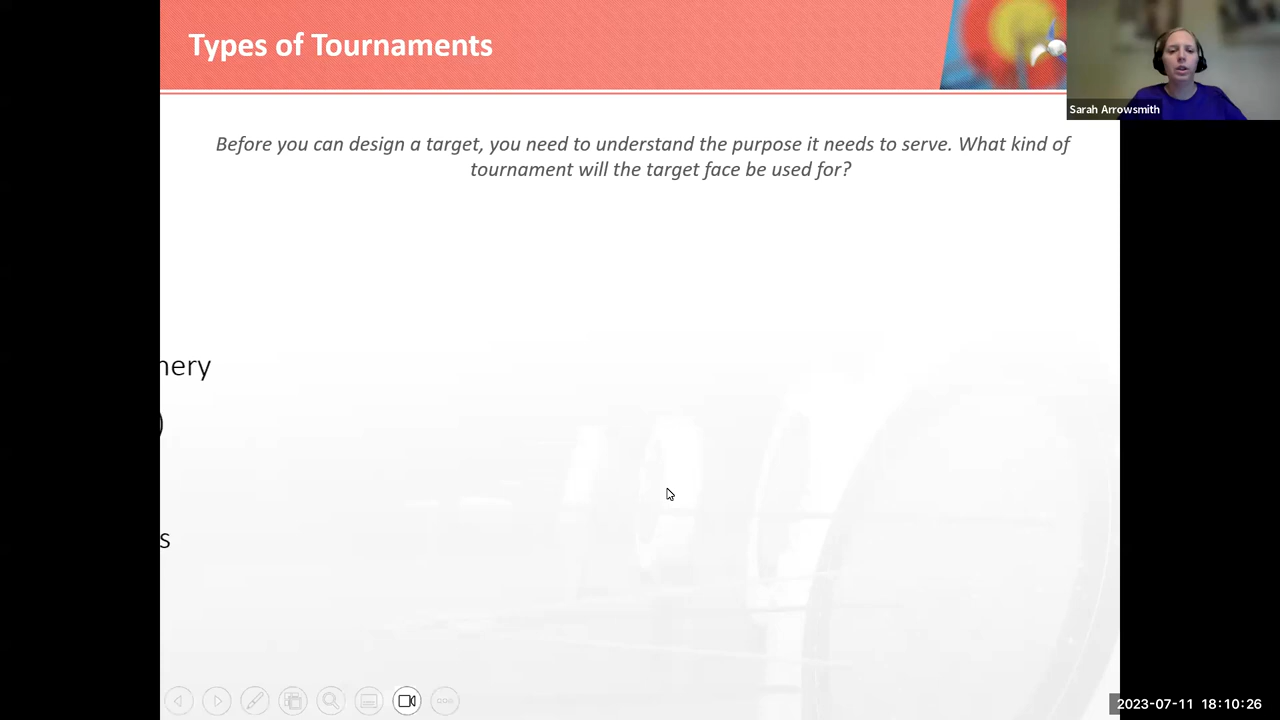 Types of Tournaments
Sarah Arrowsmith
Before you can design a target, you need to understand the purpose it needs to serve. What kind of
tournament will the target face be used for?
hery
)
s
2023-07-11 18:10:26